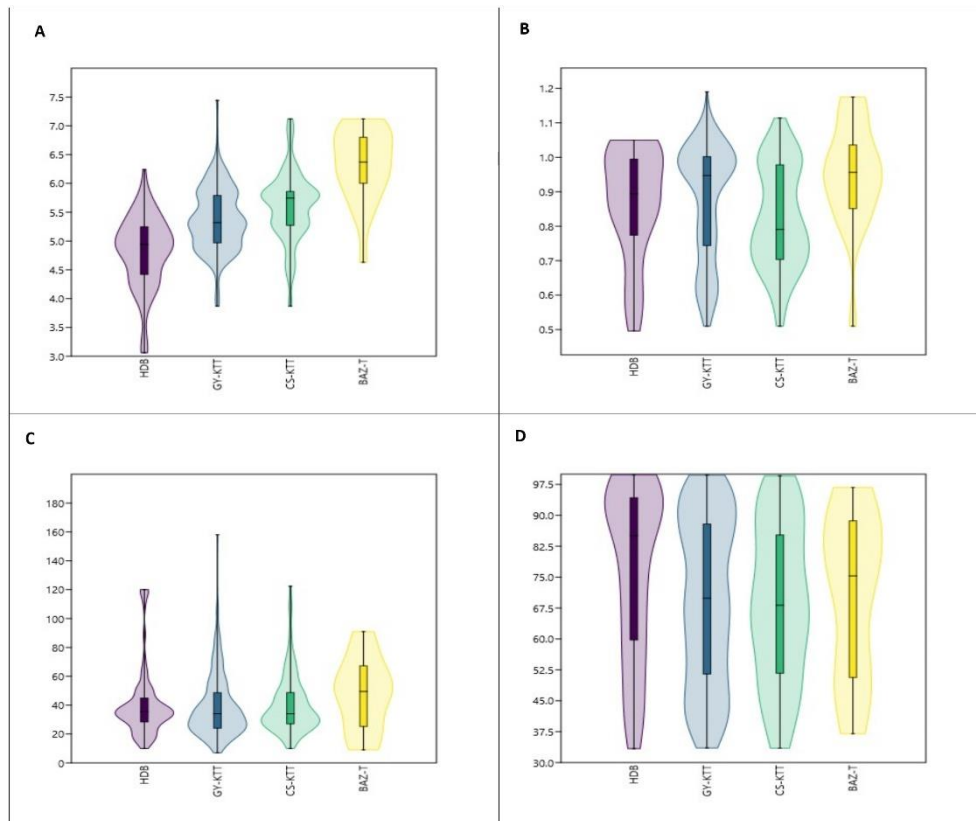 A
7.5
7.0
6.5
6.0
5.5
5.0
4.5
4.0
3.5
3.0
HDB
GY-KTT
CS-KTT
BAZ-T
B
1.2
1.1
1.0
0.9
0.8
0.7
0.6
0.5
HDB
GY-KTT
CS-KTT
BAZ-T
C
180
160
140
120
100
80
60
40
20
0
HDB
GY-KTT
CS-KTT
BAZ-T
D
97.5
90.0
82.5
75.0
67.5
60.0
52.5
45.0
37.5
30.0
HDB
GY-KTT
CS-KTT
BAZ-T